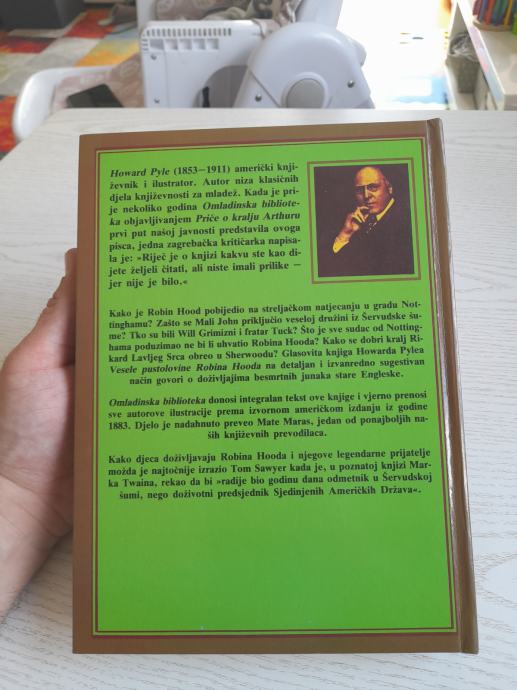 Howard Pyle (1853—1911) američki knji-
ževnik i ilustrator. Autor niza klasičnih
djela književnosti za mladež. Kada je pri-
je nekoliko godina Omladinska bibliote-
ka objavljivanjem Priče o kralju Arthuru
prvi put našoj javnosti predstavila ovoga
pisca, jedna zagrebačka kritičarka napisa-
la je: »Riječ je o knjizi kakvu ste kao di-
jete željeli čitati, ali niste imali prilike —
jer nije je bilo.«
Kako je Robin Hood pobijedio na streljačkom natjecanju u gradu Not-
tinghamu? Zašto se Mali John priključio veseloj družini iz Šervudske šu-
me? Tko su bili Will Grimizni i fratar Tuck? Što je sve sudac od Notting-
hama poduzimao ne bi li uhvatio Robina Hooda? Kako se dobri kralj Ri-
kard Lavljeg Srca obreo u Sherwoodu? Glasovita knjiga Howarda Pylea
Vesele pustolovine Robina Hooda na detaljan i izvanredno sugestivan
način govori o doživljajima besmrtnih junaka stare Engleske.
Omladinska biblioteka donosi integralan tekst ove knjige i vjerno prenosi
sve autorove ilustracije prema izvornom američkom izdanju iz godine
1883. Djelo je nadahnuto preveo Mate Maras, jedan od ponajboljih na-
ših književnih prevodilaca.
Kako djeca doživljavaju Robina Hooda i njegove legendarne prijatelje
možda je najtočnije izrazio Tom Sawyer kada je, u poznatoj knjizi Mar-
ka Twaina, rekao da bi »radije bio godinu dana odmetnik u Šervudskoj
šumi, nego doživotni predsjednik Sjedinjenih Američkih Država«.